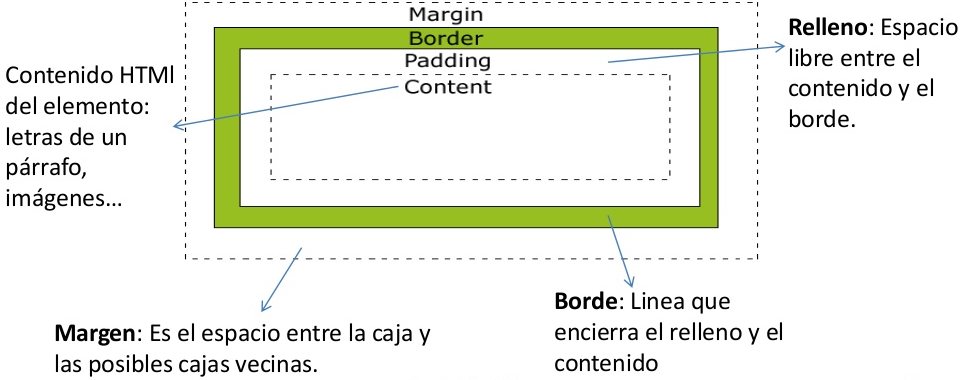 Margin
Border
Padding
Content
Relleno: Espacio
libre entre el
contenido y el
borde.
Contenido HTMl
del elemento:
letras de un
párrafo,
imágenes...
Margen: Es el espacio entre la caja y
las posibles cajas vecinas.
Borde: Linea que
encierra el relleno y el
contenido